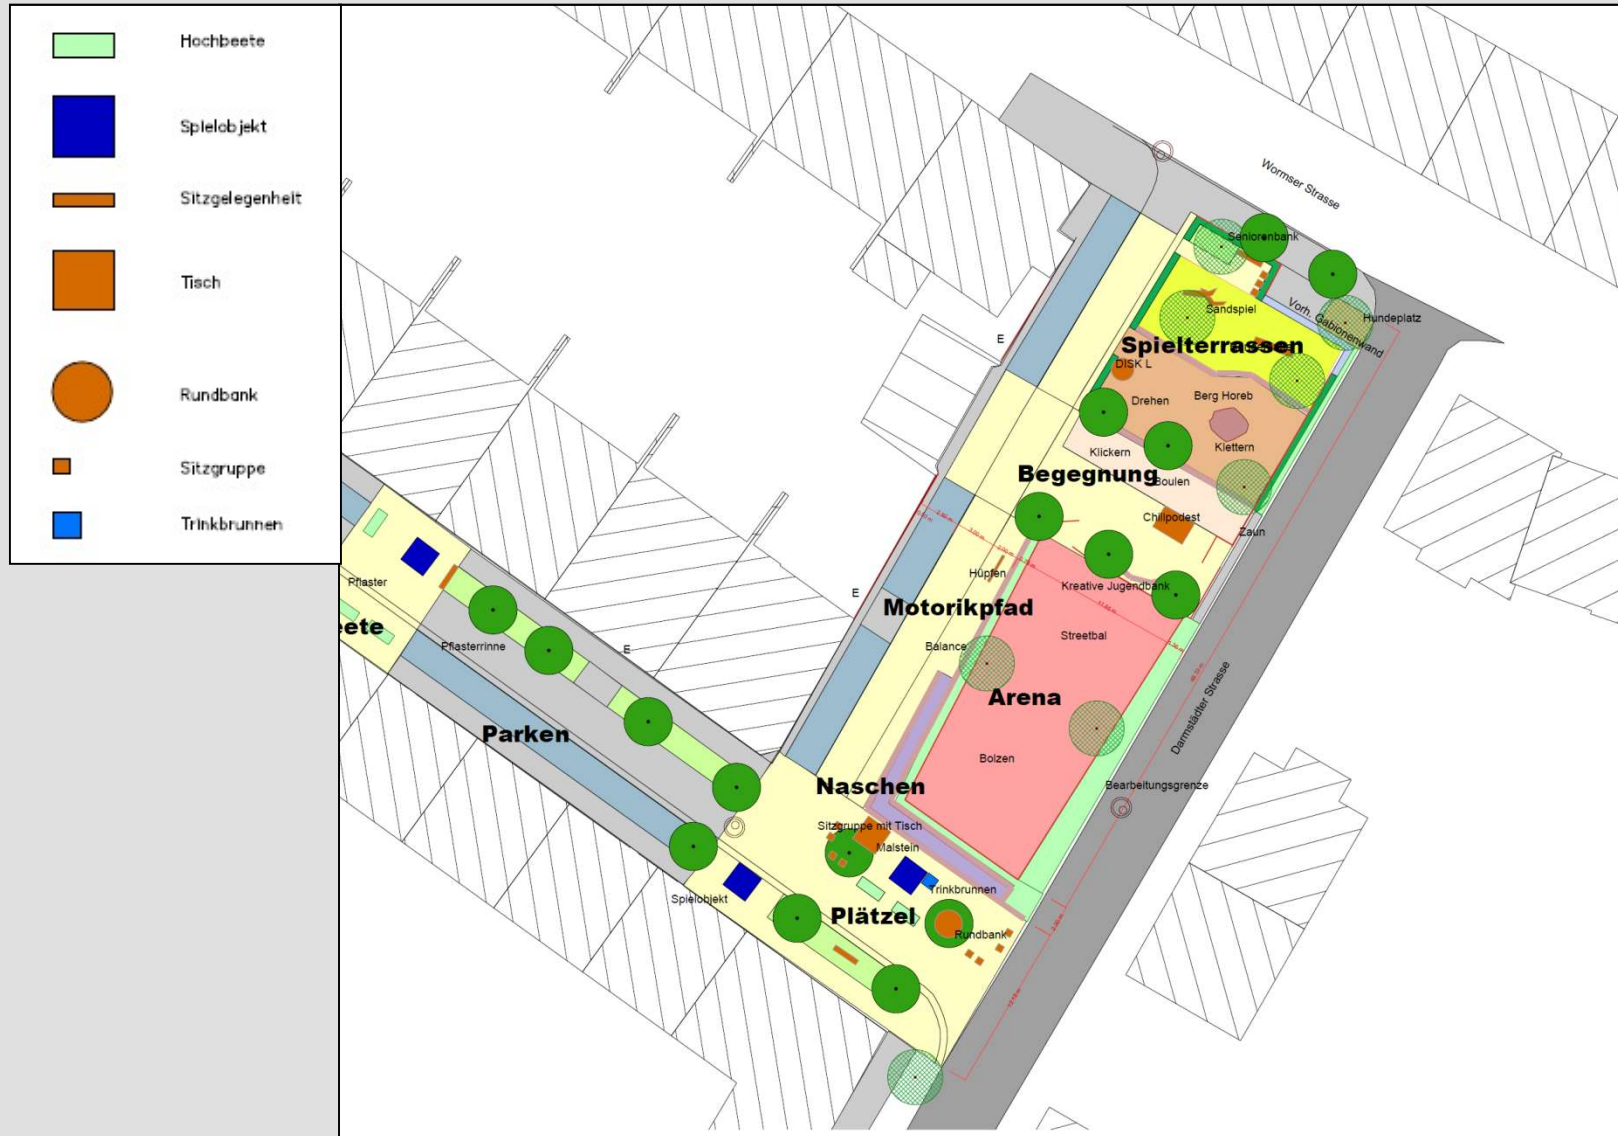 Hochbeete
Spielobjekt
Sitzgelegenheit
Tisch
Rundbank
Sitzgruppe
Trinkbrunnen
Wormser Strasse
Seniorenbank
Sandspiel
Vorh. Gabionenwand
Hundeplatz
Spielterrassen
E
DISK L
Drehen
Berg Horeb
Klettern
Klickern
Begegnung
Boulen
Chillpodest
Zaun
Hüpfen
Kreative Jugendbank
Pflaster
E
Motorikpfad
eete
Streetbal
Pflasterrinne
E
Balance
Arena
Darmstädter Strasse
Parken
Bolzen
Naschen
Bearbeitungsgrenze
Sitzgruppe mit Tisch
Malstein
Trinkbrunnen
Spielobjekt
Plätzel
Rundbank